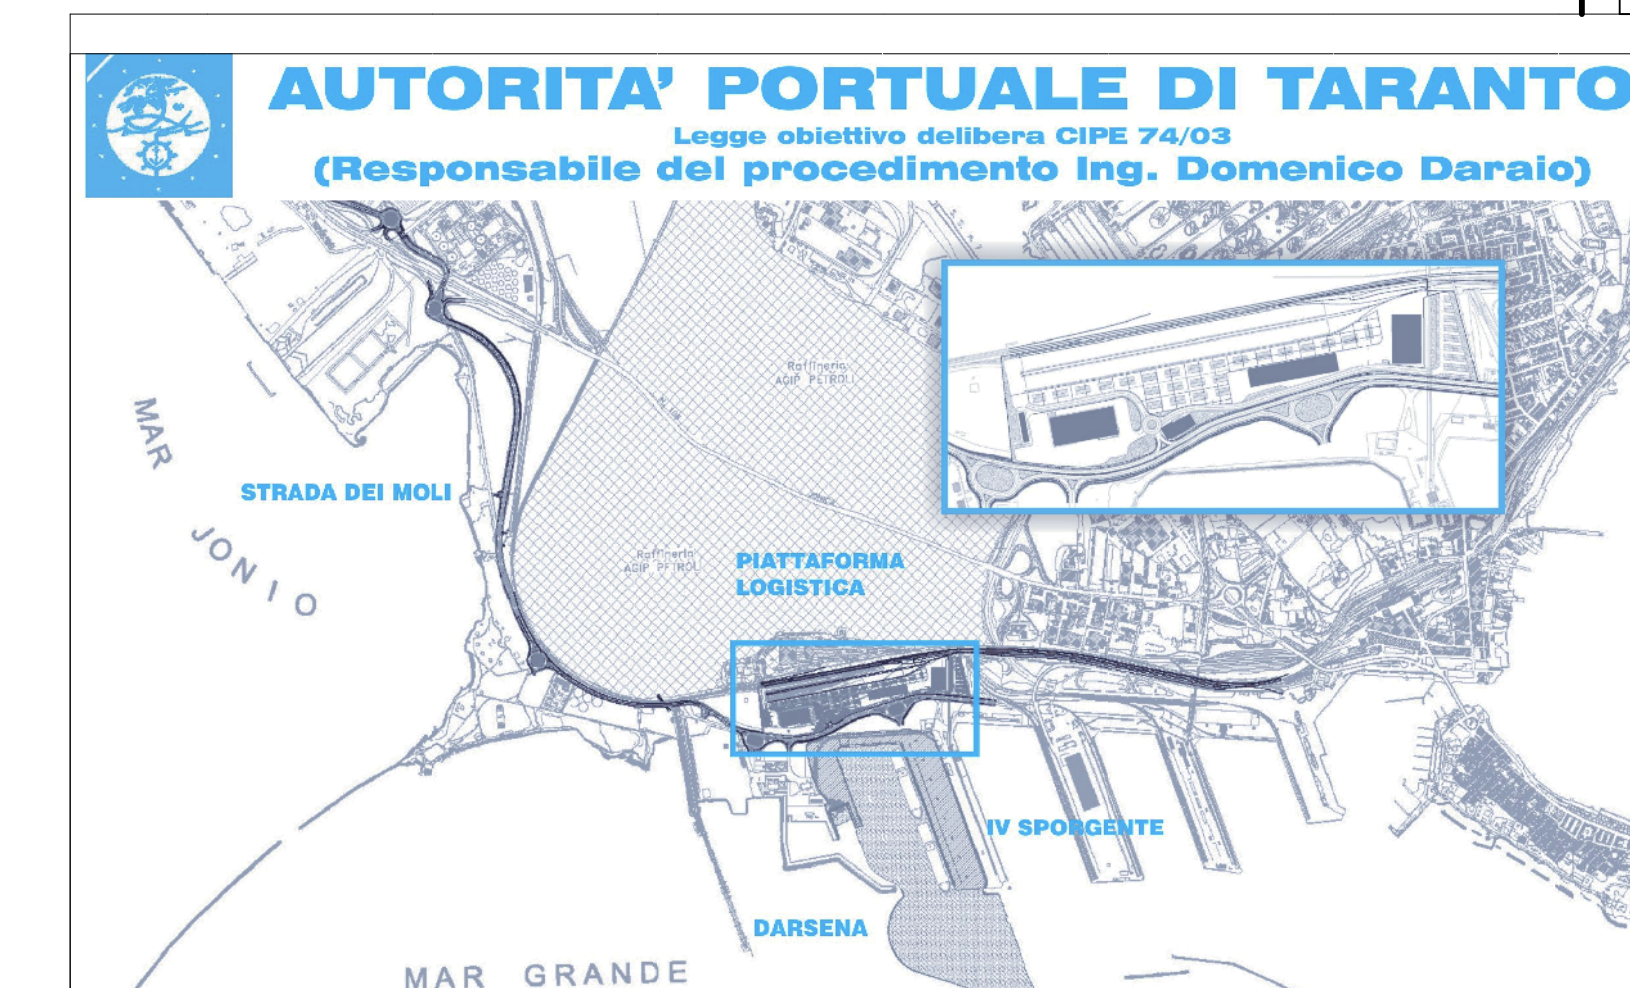 AUTORITA' PORTUALE DI TARANTO
Legge obiettivo delibera CIPE 74/03
(Responsabile del procedimento Ing. Domenico Daraio)
Raffineria
AGIP PETROLI
MAR
STRADA DEI MOLI
JONIO
Raffineria
AGIP PETROLI
PIATTAFORMA
LOGISTICA
IV SPORGENTE
DARSENA
MAR GRANDE